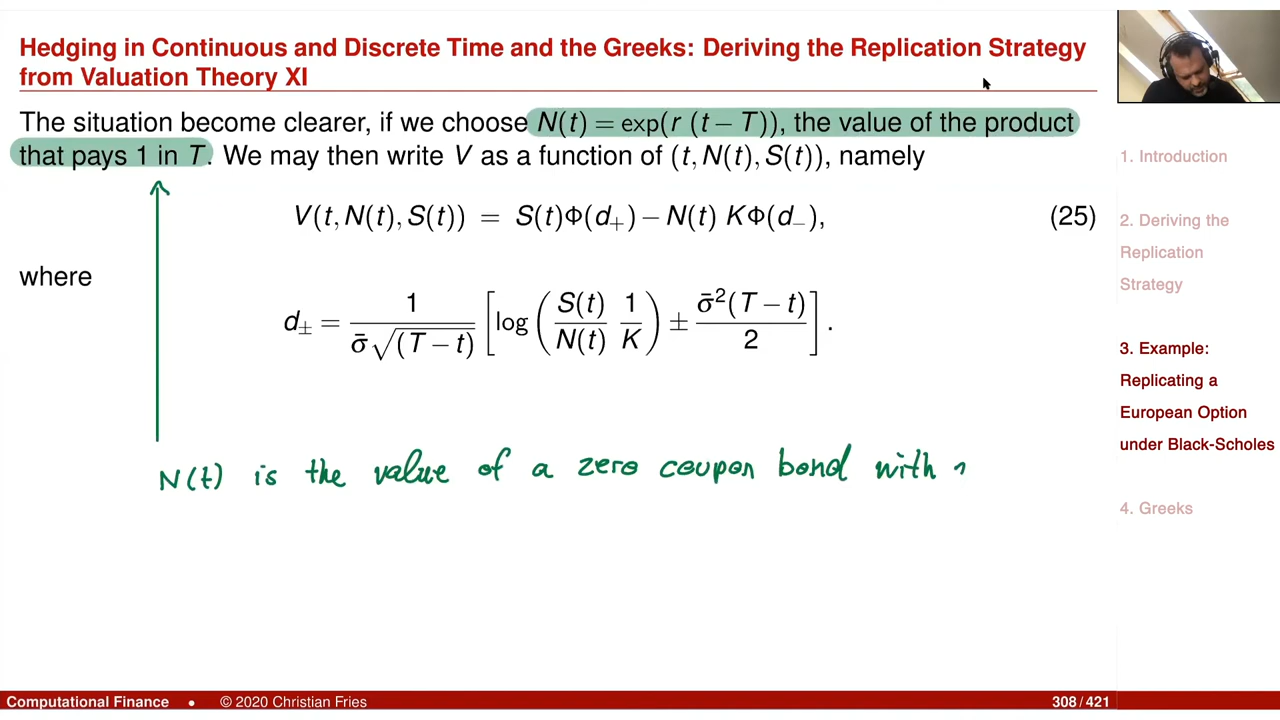 Hedging in Continuous and Discrete Time and the Greeks: Deriving the Replication Strategy
from Valuation Theory XI
The situation become clearer, if we choose N(t) = exp(r (t − T)), the value of the product
that pays 1 in T. We may then write V as a function of (t, N(t), S(t)), namely
V(t, N(t), S(t)) = S(t)Φ(d₊) − N(t) KΦ(d₋), (25)
where
d± = 1/(σ̄√(T − t)) [log(S(t)/N(t) 1/K) ± σ̄²(T − t)/2].
N(t) is the value of a zero coupon bond with
1. Introduction
2. Deriving the
Replication
Strategy
3. Example:
Replicating a
European Option
under Black-Scholes
4. Greeks
Computational Finance • © 2020 Christian Fries 308 / 421